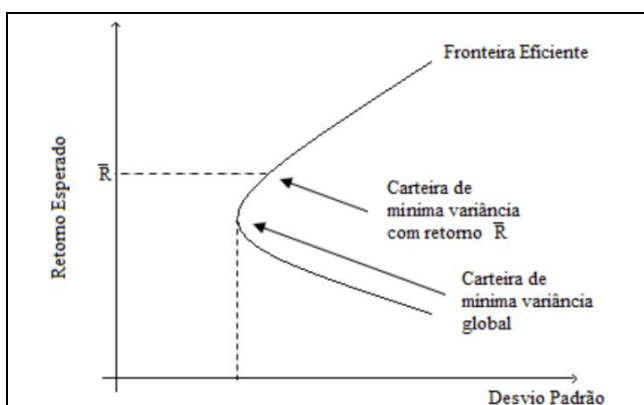 Fronteira Eficiente
Retorno Esperado
R̅
Carteira de
mínima variância
com retorno R̅
Carteira de
mínima variância
global
Desvio Padrão